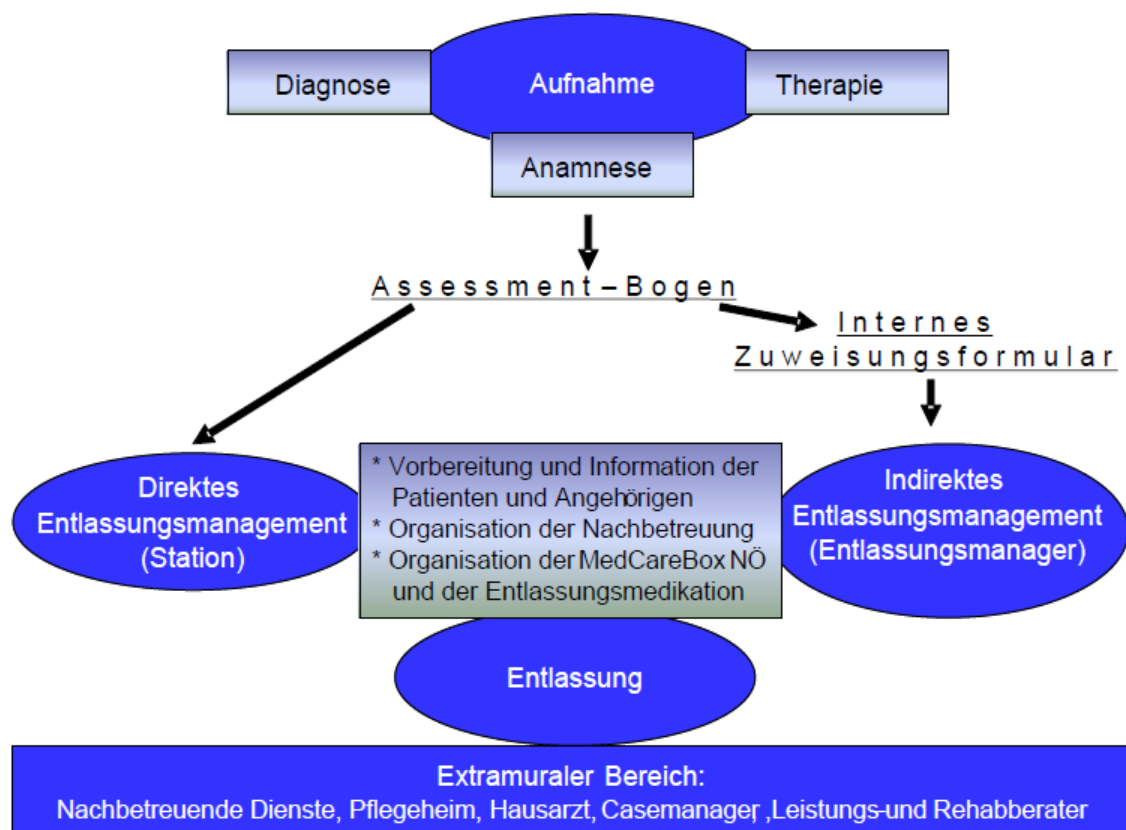 Diagnose
Aufnahme
Therapie
Anamnese
Assessment – Bogen
Internes
Zuweisungsformular
Direktes
Entlassungsmanagement
(Station)
* Vorbereitung und Information der
Patienten und Angehörigen
* Organisation der Nachbetreuung
* Organisation der MedCareBox NÖ
und der Entlassungsmedikation
Indirektes
Entlassungsmanagement
(Entlassungsmanager)
Entlassung
Extramuraler Bereich:
Nachbetreuende Dienste, Pflegeheim, Hausarzt, Casemanager, ,Leistungs-und Rehabberater